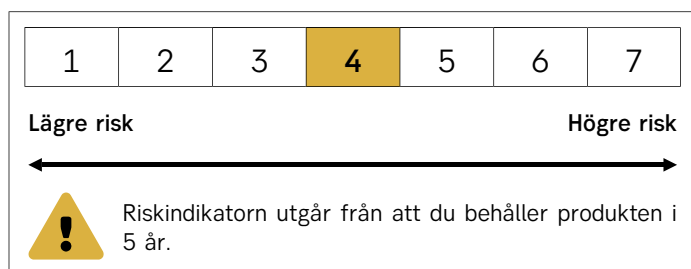 1 2 3 4 5 6 7
Lägre risk Högre risk
Riskindikatorn utgår från att du behåller produkten i
5 år.